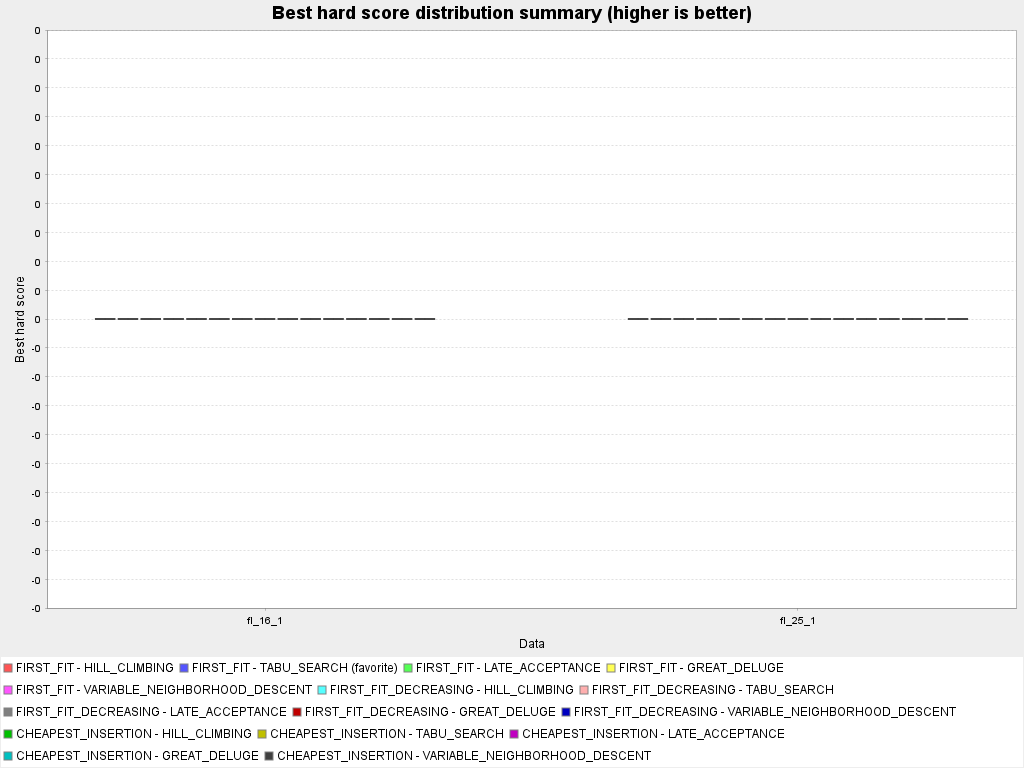 Best hard score distribution summary (higher is better)
0
0
0
0
0
0
0
0
0
0
0
-0
-0
-0
-0
-0
-0
-0
-0
-0
-0
Best hard score
fl_16_1 fl_25_1
Data
FIRST_FIT - HILL_CLIMBING FIRST_FIT - TABU_SEARCH (favorite) FIRST_FIT - LATE_ACCEPTANCE FIRST_FIT - GREAT_DELUGE
FIRST_FIT - VARIABLE_NEIGHBORHOOD_DESCENT FIRST_FIT_DECREASING - HILL_CLIMBING FIRST_FIT_DECREASING - TABU_SEARCH
FIRST_FIT_DECREASING - LATE_ACCEPTANCE FIRST_FIT_DECREASING - GREAT_DELUGE FIRST_FIT_DECREASING - VARIABLE_NEIGHBORHOOD_DESCENT
CHEAPEST_INSERTION - HILL_CLIMBING CHEAPEST_INSERTION - TABU_SEARCH CHEAPEST_INSERTION - LATE_ACCEPTANCE
CHEAPEST_INSERTION - GREAT_DELUGE CHEAPEST_INSERTION - VARIABLE_NEIGHBORHOOD_DESCENT